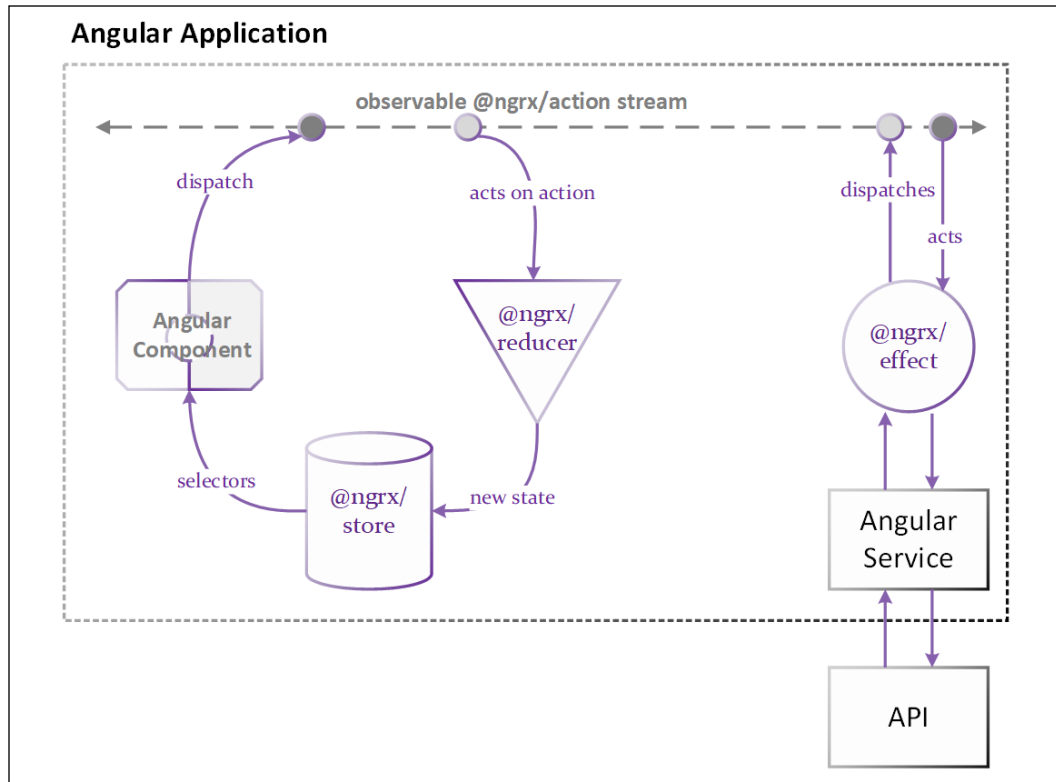 Angular Application
observable @ngrx/action stream
dispatch
acts on action
dispatches
acts
Angular
Component
@ngrx/
reducer
@ngrx/
effect
selectors
@ngrx/
store
new state
Angular
Service
API